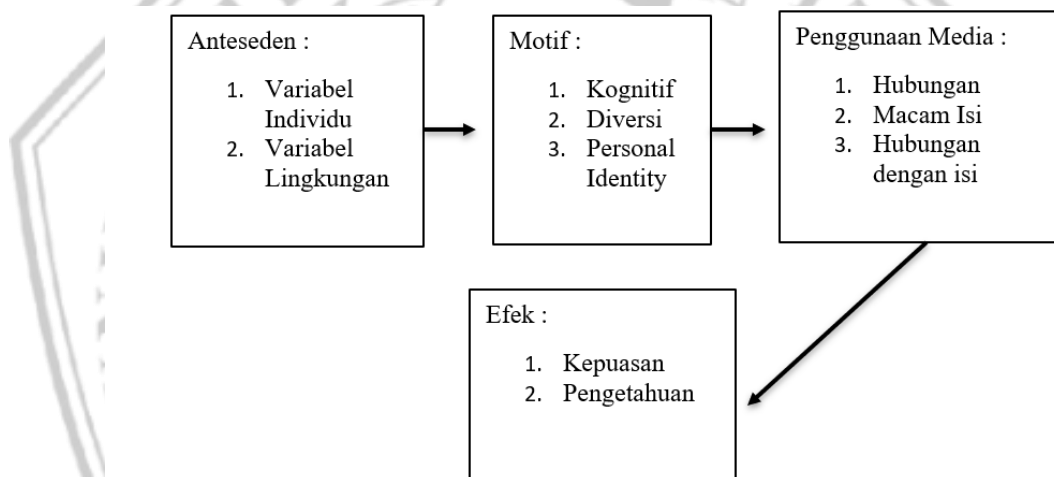 Anteseden :
1. Variabel
Individu
2. Variabel
Lingkungan
Motif :
1. Kognitif
2. Diversi
3. Personal
Identity
Penggunaan Media :
1. Hubungan
2. Macam Isi
3. Hubungan
dengan isi
Efek :
1. Kepuasan
2. Pengetahuan